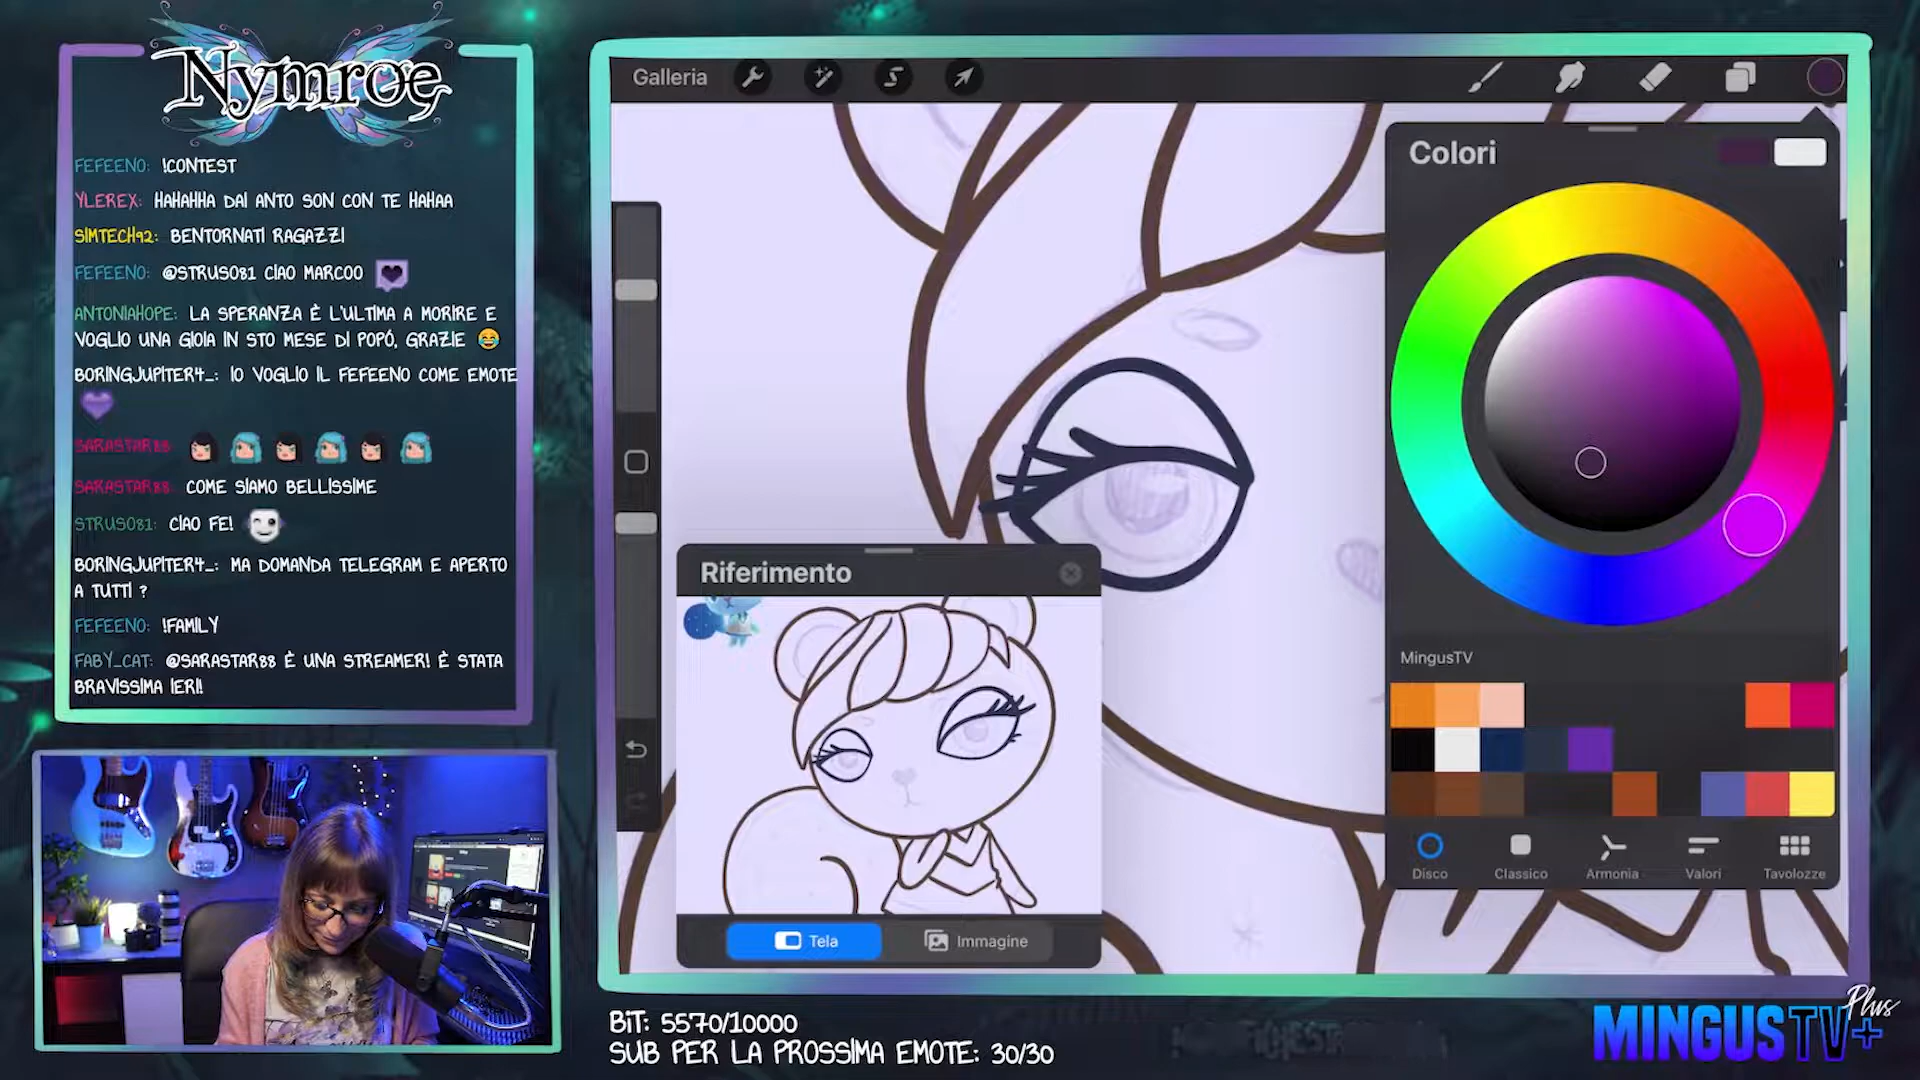 Nymroe
FEFEENO: !CONTEST
YLEREX: HAHAHHA DAI ANTO SON CON TE HAHAA
SIMTECH92: BENTORNATI RAGAZZI
FEFEENO: @STRUSO81 CIAO MARCOO
ANTONIAHOPE: LA SPERANZA È L'ULTIMA A MORIRE E
VOGLIO UNA GIOIA IN STO MESE DI POPÓ, GRAZIE 😂
BORINGJUPITER4_: IO VOGLIO IL FEFEENO COME EMOTE
SARASTAR88:
SARASTAR88: COME SIAMO BELLISSIME
STRUSO81: CIAO FE!
BORINGJUPITER4_: MA DOMANDA TELEGRAM E APERTO
A TUTTI ?
FEFEENO: !FAMILY
FABY_CAT: @SARASTAR88 È UNA STREAMER! È STATA
BRAVISSIMA IERI!
Galleria
Colori
MingusTV
Disco
Classico
Armonia
Valori
Tavolozze
Riferimento
Tela
Immagine
BIT: 5570/10000
SUB PER LA PROSSIMA EMOTE: 30/30
MINGUSTV+
Plus